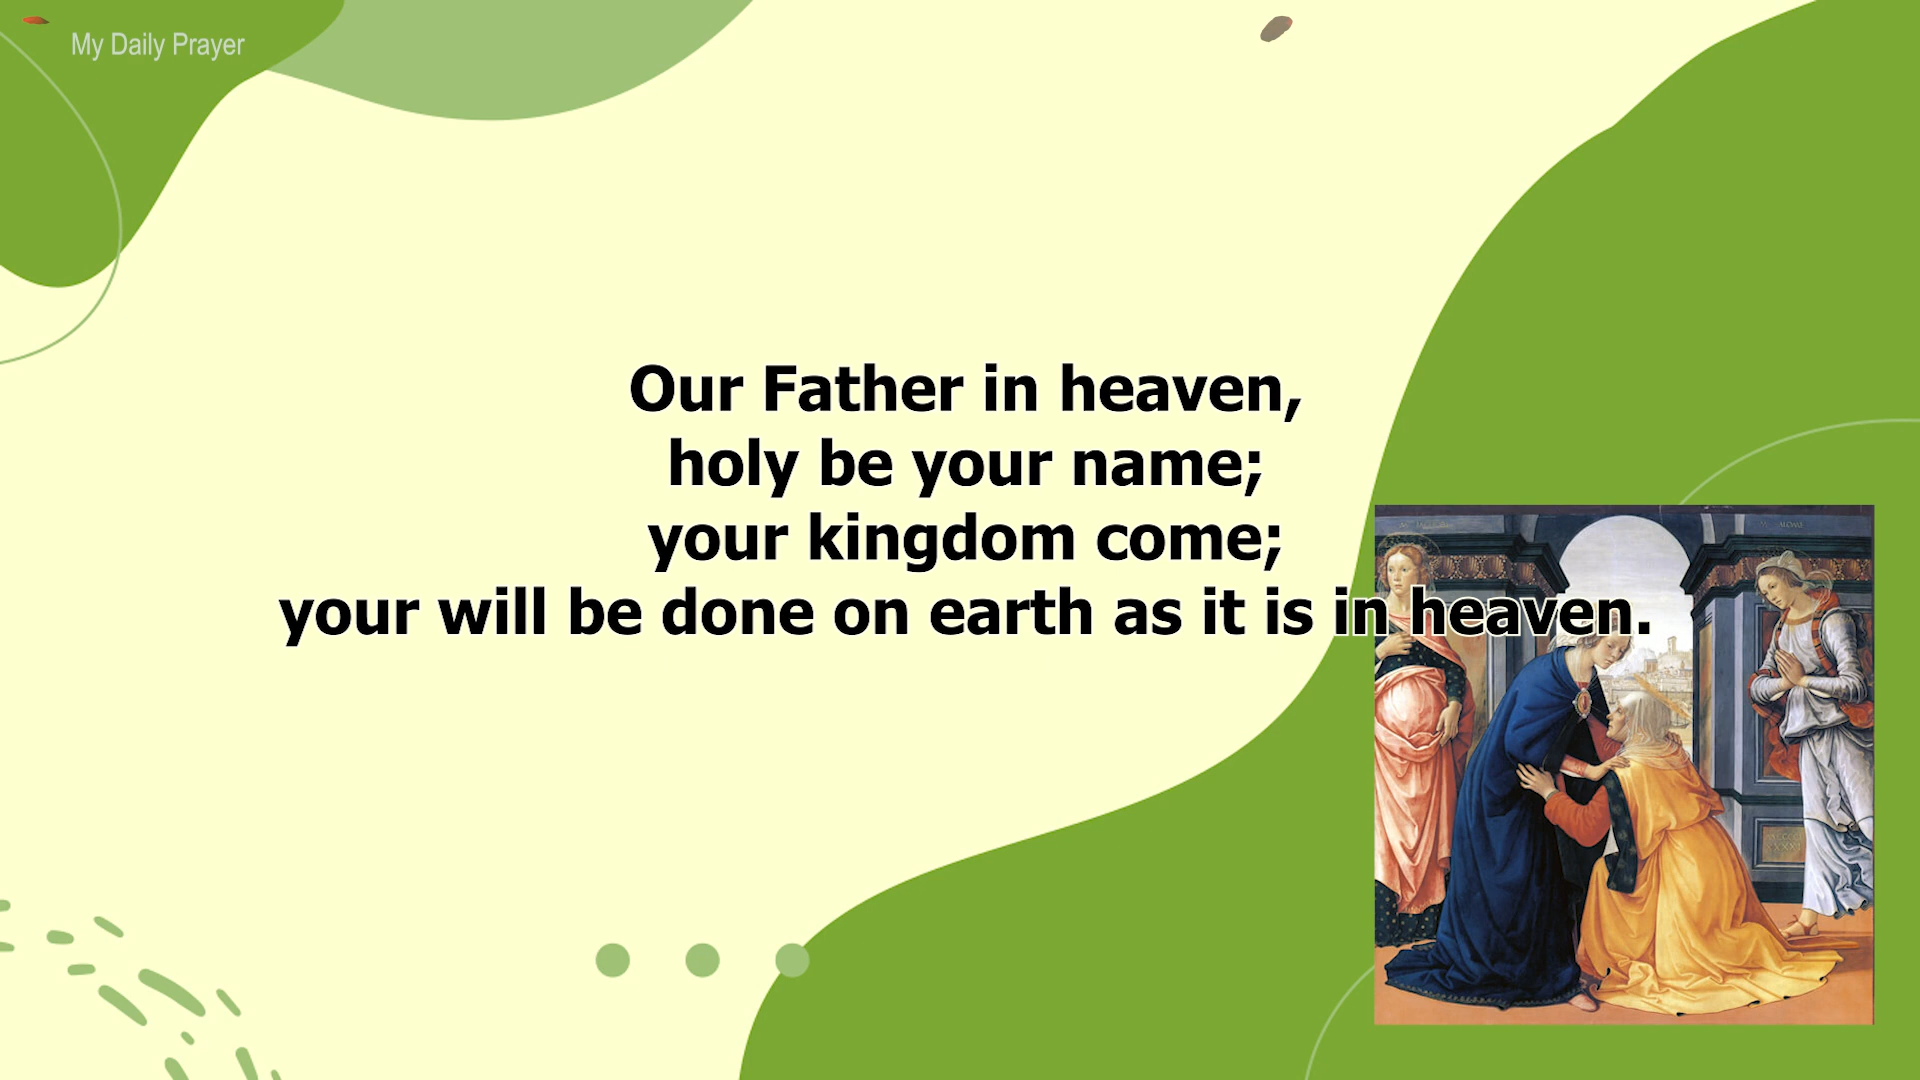 My Daily Prayer
Our Father in heaven,
holy be your name;
your kingdom come;
your will be done on earth as it is in heaven.